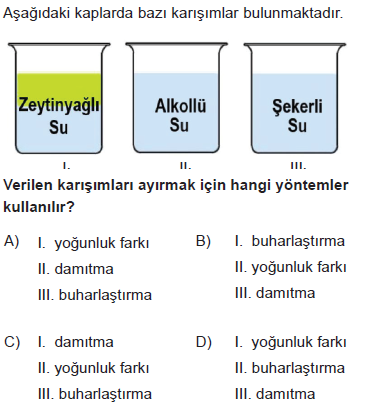 Aşağıdaki kaplarda bazı karışımlar bulunmaktadır.
Zeytinyağlı
Su
Alkollü
Su
Şekerli
Su
I.
II.
III.
Verilen karışımları ayırmak için hangi yöntemler
kullanılır?
A) I. yoğunluk farkı
II. damıtma
III. buharlaştırma
B) I. buharlaştırma
II. yoğunluk farkı
III. damıtma
C) I. damıtma
II. yoğunluk farkı
III. buharlaştırma
D) I. yoğunluk farkı
II. buharlaştırma
III. damıtma